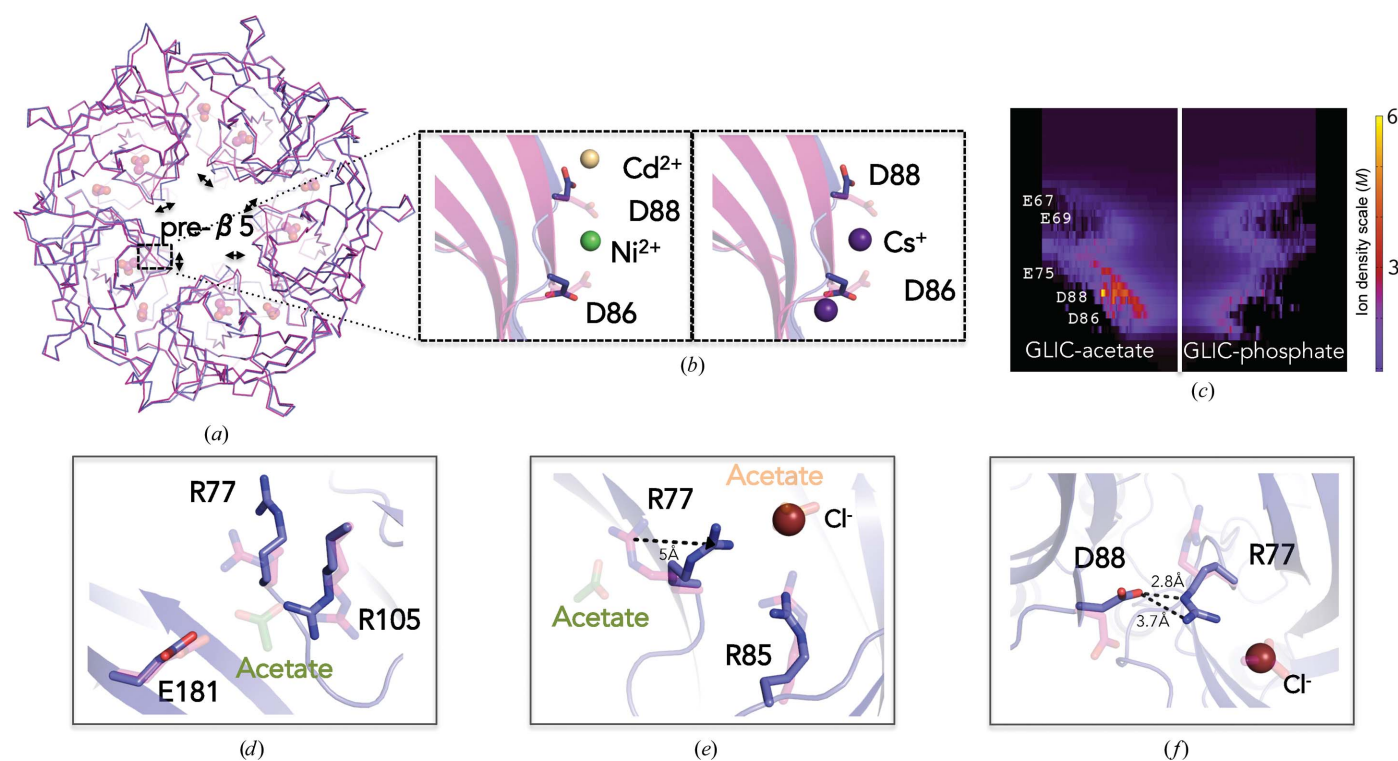 pre-β5
(a)
Cd2+
D88
Ni2+
D86
D88
Cs+
D86
(b)
E67
E69
E75
D88
D86
GLIC-acetate
GLIC-phosphate
6
3
Ion density scale (M)
(c)
R77
R105
Acetate
E181
(d)
Acetate
R77
Cl-
5Å
Acetate
R85
(e)
D88
R77
2.8Å
3.7Å
Cl-
(f)